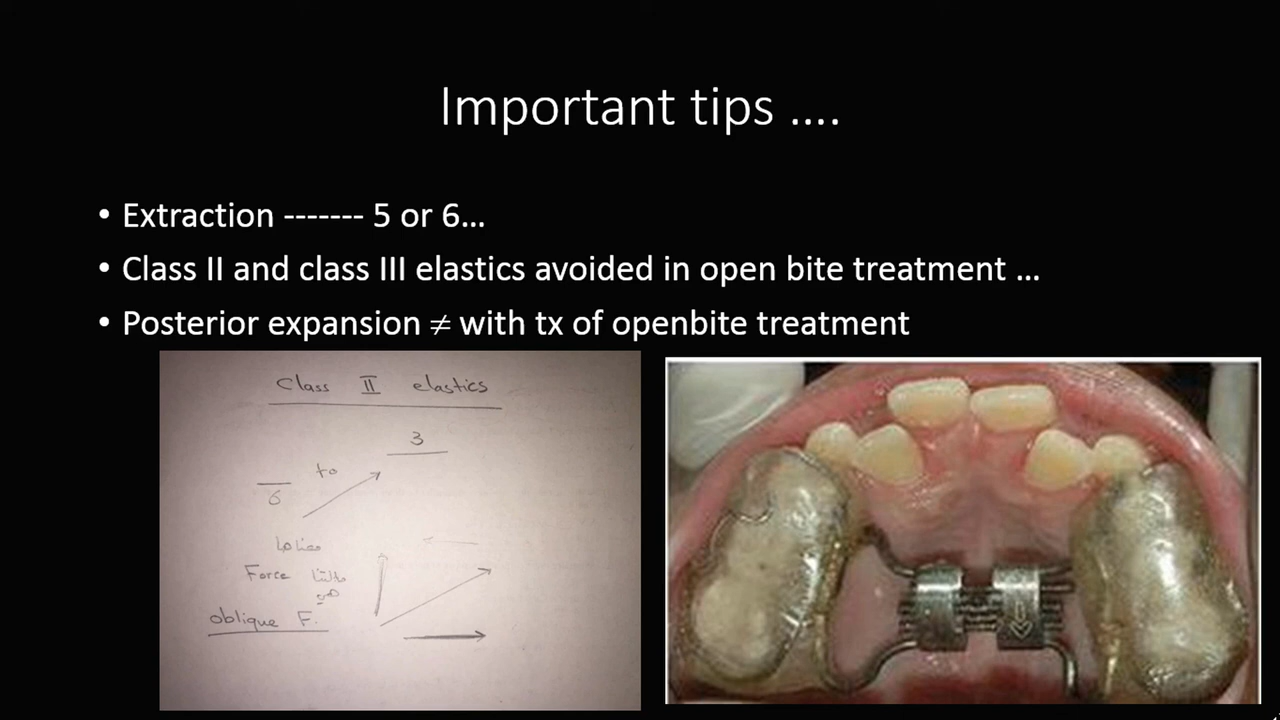 Important tips ....
• Extraction ------- 5 or 6...
• Class II and class III elastics avoided in open bite treatment ...
• Posterior expansion ≠ with tx of openbite treatment
Class II elastics
3
to
6
معناها
Force
oblique F.